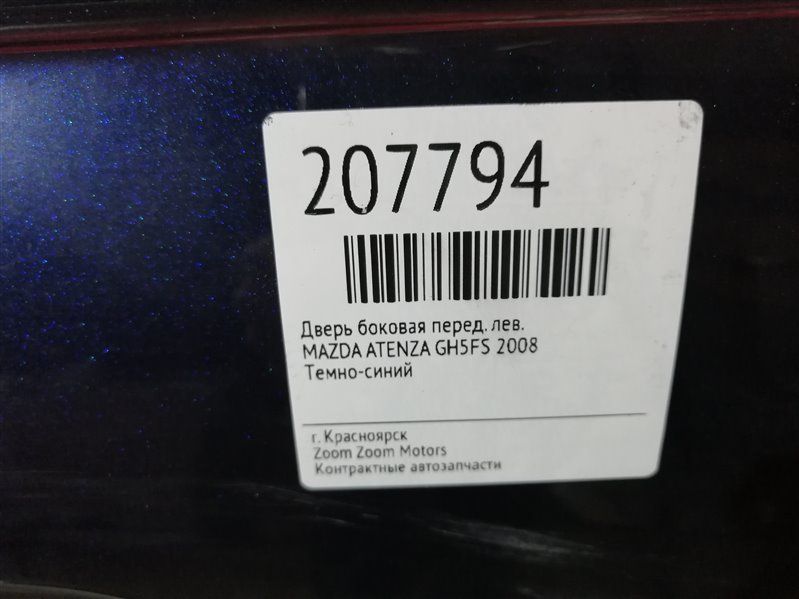 207794
Дверь боковая перед. лев.
MAZDA ATENZA GH5FS 2008
Темно-синий
г. Красноярск
Zoom Zoom Motors
Контрактные автозапчасти